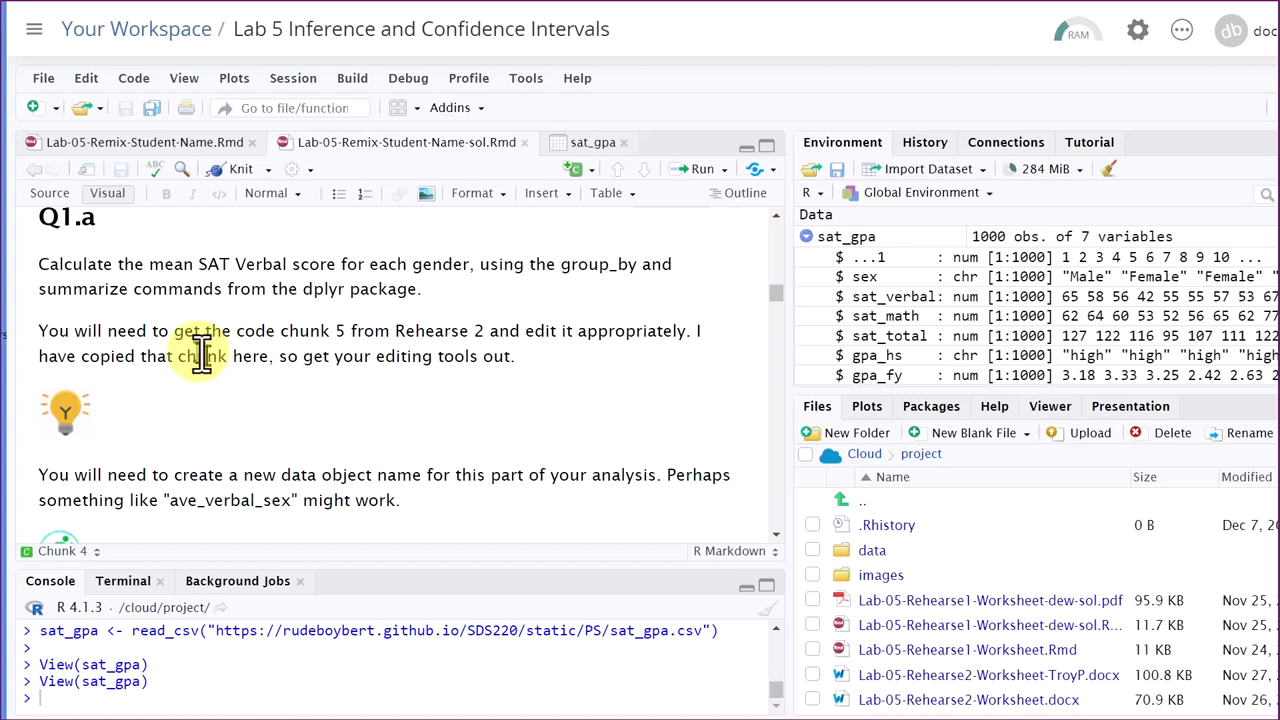 Your Workspace / Lab 5 Inference and Confidence Intervals
RAM
db
doc
File Edit Code View Plots Session Build Debug Profile Tools Help
Go to file/function
Addins
Lab-05-Remix-Student-Name.Rmd
Lab-05-Remix-Student-Name-sol.Rmd
sat_gpa
ABC
Knit
Run
Source Visual B I </> Normal Format Insert Table Outline
Q1.a
Calculate the mean SAT Verbal score for each gender, using the group_by and
summarize commands from the dplyr package.
You will need to get the code chunk 5 from Rehearse 2 and edit it appropriately. I
have copied that chunk here, so get your editing tools out.
You will need to create a new data object name for this part of your analysis. Perhaps
something like "ave_verbal_sex" might work.
Chunk 4
R Markdown
Console Terminal Background Jobs
R 4.1.3 · /cloud/project/
> sat_gpa <- read_csv("https://rudeboybert.github.io/SDS220/static/PS/sat_gpa.csv")
>
> View(sat_gpa)
> View(sat_gpa)
>
Environment History Connections Tutorial
Import Dataset 284 MiB
R Global Environment
Data
sat_gpa 1000 obs. of 7 variables
$ ...1 : num [1:1000] 1 2 3 4 5 6 7 8 9 10 ...
$ sex : chr [1:1000] "Male" "Female" "Female"
$ sat_verbal: num [1:1000] 65 58 56 42 55 55 57 53 67
$ sat_math : num [1:1000] 62 64 60 53 52 56 65 62 77
$ sat_total : num [1:1000] 127 122 116 95 107 111 122
$ gpa_hs : chr [1:1000] "high" "high" "high" "high
$ gpa_fy : num [1:1000] 3.18 3.33 3.25 2.42 2.63 2
Files Plots Packages Help Viewer Presentation
New Folder New Blank File Upload Delete Rename
Cloud project
Name Size Modified
..
.Rhistory 0 B Dec 7, 2
data
images
Lab-05-Rehearse1-Worksheet-dew-sol.pdf 95.9 KB Nov 25,
Lab-05-Rehearse1-Worksheet-dew-sol.R... 11.7 KB Nov 25,
Lab-05-Rehearse1-Worksheet.Rmd 11 KB Nov 24,
Lab-05-Rehearse2-Worksheet-TroyP.docx 100.8 KB Nov 27,
Lab-05-Rehearse2-Worksheet.docx 70.9 KB Nov 26,